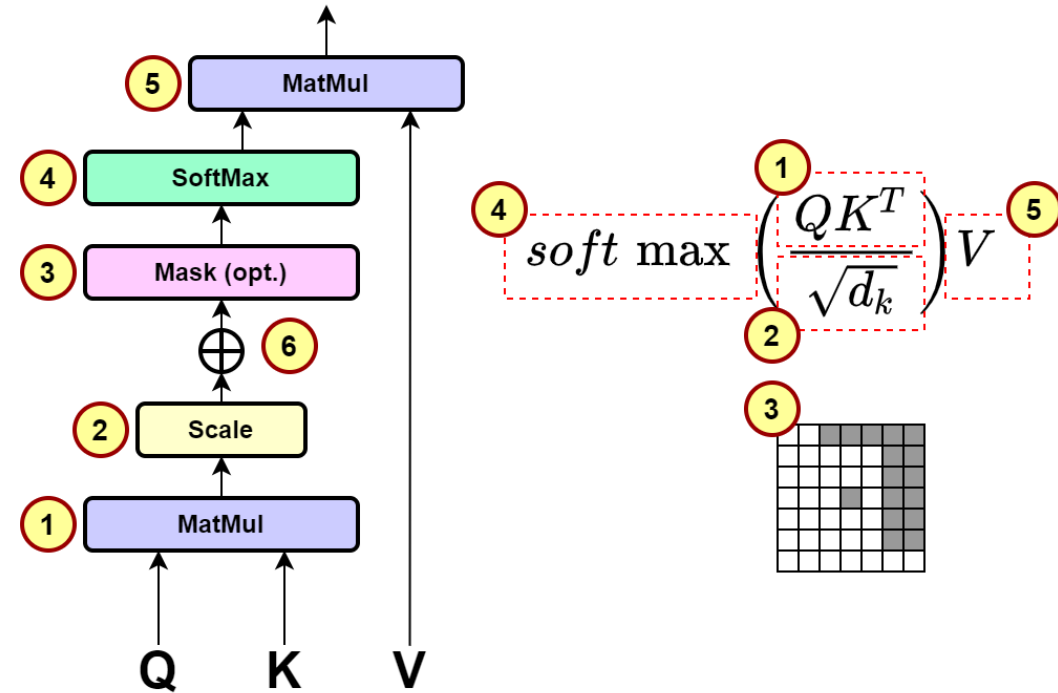 5 MatMul
4 SoftMax
3 Mask (opt.)
6
2 Scale
1 MatMul
Q K V
4 1 5
soft max ( QK^T / √d_k ) V
2
3